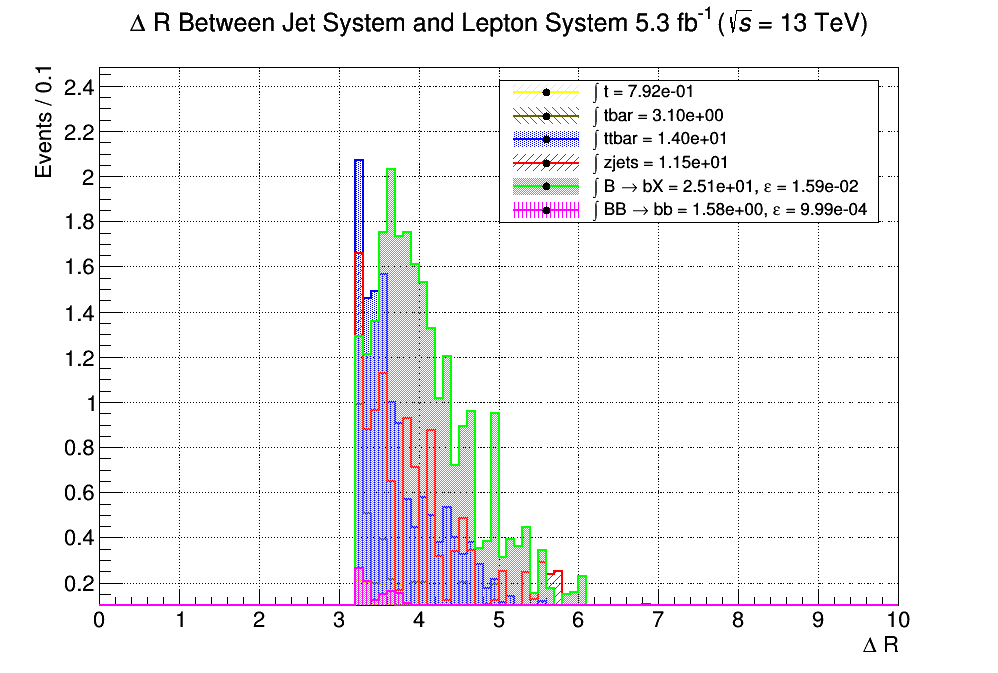 Δ R Between Jet System and Lepton System 5.3 fb⁻¹ (√s = 13 TeV)
Events / 0.1
2.4
2.2
2
1.8
1.6
1.4
1.2
1
0.8
0.6
0.4
0.2
∫ t = 7.92e-01
∫ tbar = 3.10e+00
∫ ttbar = 1.40e+01
∫ zjets = 1.15e+01
∫ B → bX = 2.51e+01, ε = 1.59e-02
∫ BB → bb = 1.58e+00, ε = 9.99e-04
0 1 2 3 4 5 6 7 8 9 10
Δ R